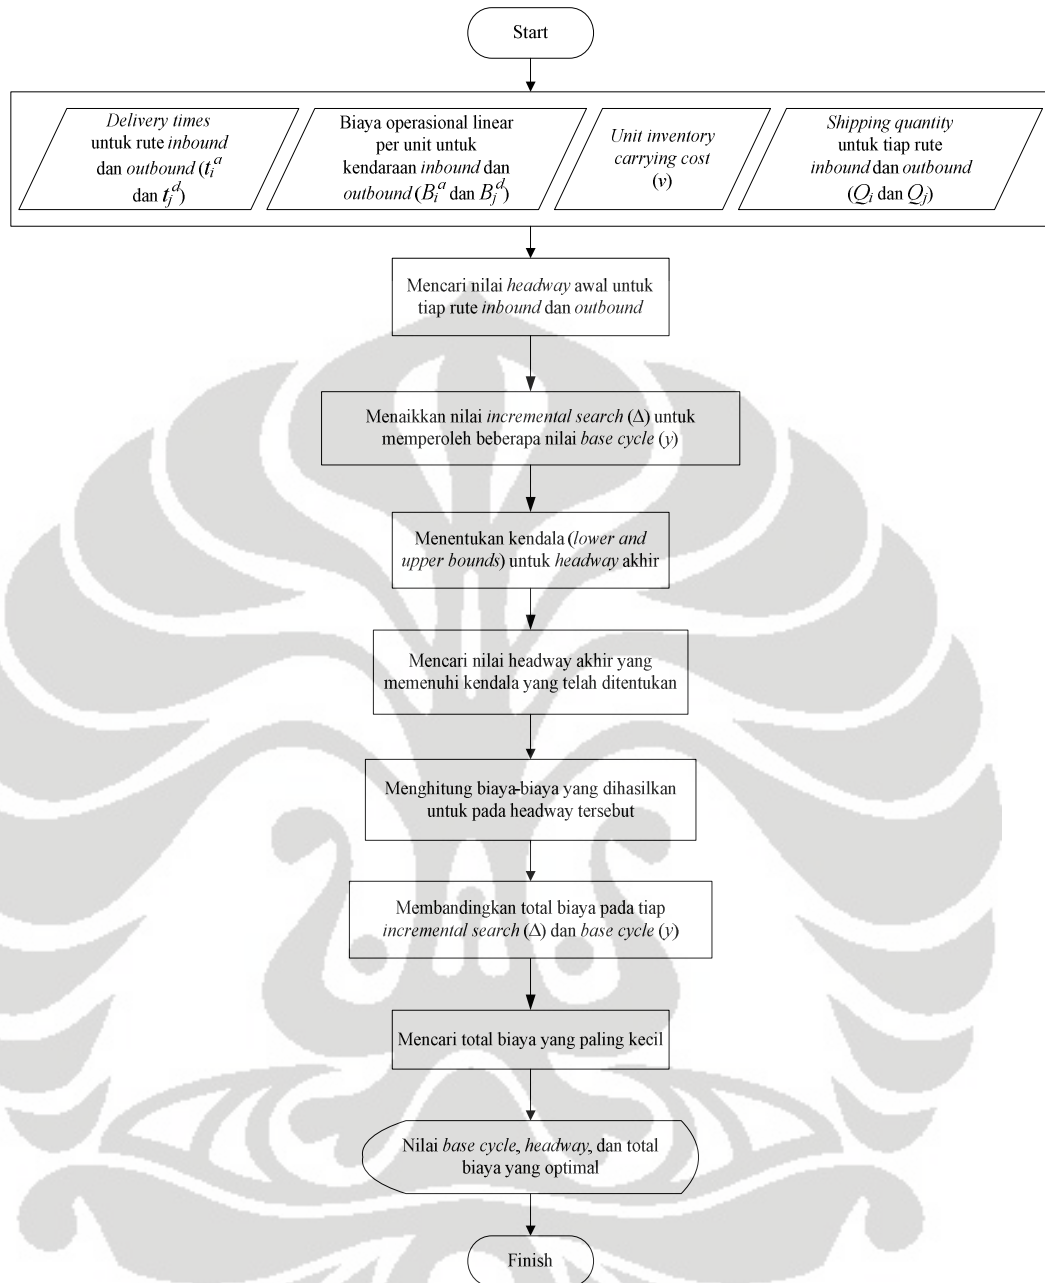 Start
Delivery times
untuk rute inbound
dan outbound (t_i^a
dan t_j^d)
Biaya operasional linear
per unit untuk
kendaraan inbound dan
outbound (B_i^a dan B_j^d)
Unit inventory
carrying cost
(v)
Shipping quantity
untuk tiap rute
inbound dan outbound
(Q_i dan Q_j)
Mencari nilai headway awal untuk
tiap rute inbound dan outbound
Menaikkan nilai incremental search (Δ) untuk
memperoleh beberapa nilai base cycle (y)
Menentukan kendala (lower and
upper bounds) untuk headway akhir
Mencari nilai headway akhir yang
memenuhi kendala yang telah ditentukan
Menghitung biaya-biaya yang dihasilkan
untuk pada headway tersebut
Membandingkan total biaya pada tiap
incremental search (Δ) dan base cycle (y)
Mencari total biaya yang paling kecil
Nilai base cycle, headway, dan total
biaya yang optimal
Finish